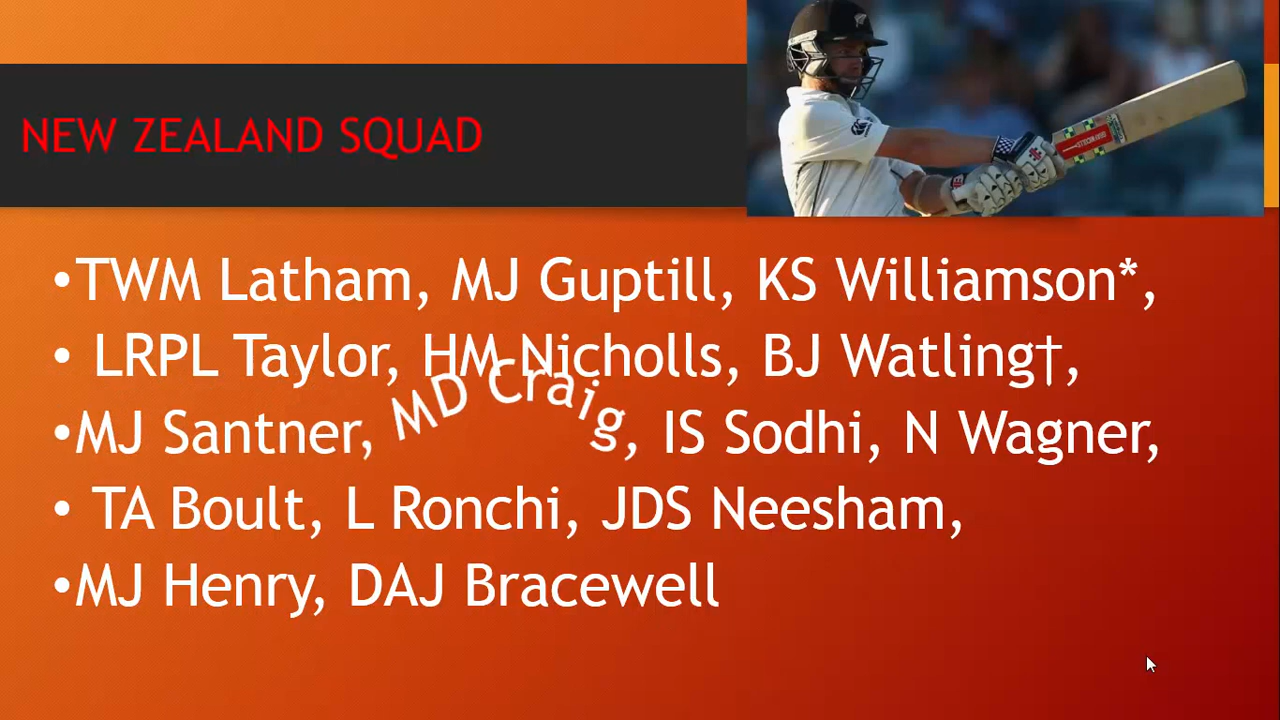 NEW ZEALAND SQUAD
•TWM Latham, MJ Guptill, KS Williamson*,
• LRPL Taylor, HM Nicholls, BJ Watling†,
•MJ Santner, MD Craig, IS Sodhi, N Wagner,
• TA Boult, L Ronchi, JDS Neesham,
•MJ Henry, DAJ Bracewell